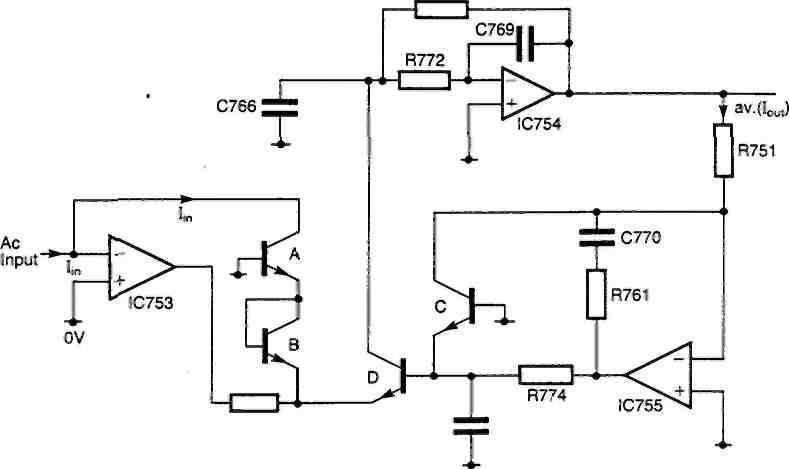 C769
R772
C766
IC754
av.(Iout)
R751
Iin
A
C770
Ac
Input
Iin
IC753
R761
C
0V
B
D
R774
IC755